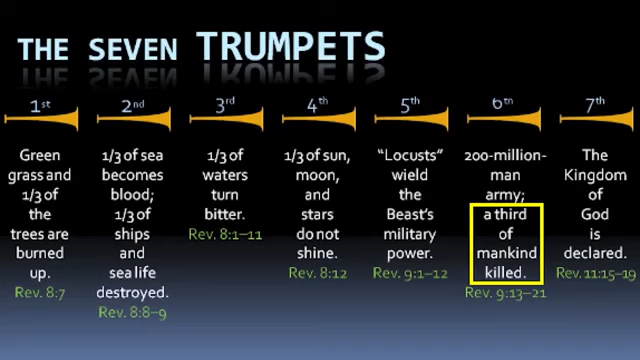 THE SEVEN TRUMPETS
1st
Green
grass and
1/3 of
the
trees are
burned
up.
Rev. 8:7
2nd
1/3 of sea
becomes
blood;
1/3 of
ships
and
sea life
destroyed.
Rev. 8:8–9
3rd
1/3 of
waters
turn
bitter.
Rev. 8:1–11
4th
1/3 of sun,
moon,
and
stars
do not
shine.
Rev. 8:12
5th
"Locusts"
wield
the
Beast's
military
power.
Rev. 9:1–12
6th
200-million-
man
army;
a third
of
mankind
killed.
Rev. 9:13–21
7th
The
Kingdom
of
God
is
declared.
Rev. 11:15–19